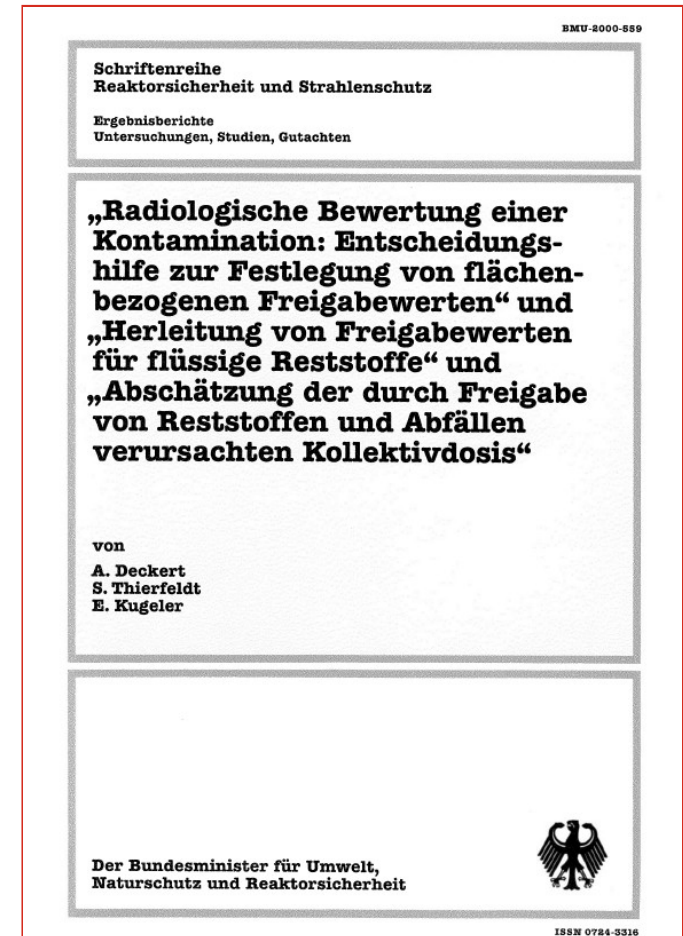 BMU-2000-559
Schriftenreihe
Reaktorsicherheit und Strahlenschutz
Ergebnisberichte
Untersuchungen, Studien, Gutachten
„Radiologische Bewertung einer
Kontamination: Entscheidungs-
hilfe zur Festlegung von flächen-
bezogenen Freigabewerten“ und
„Herleitung von Freigabewerten
für flüssige Reststoffe“ und
„Abschätzung der durch Freigabe
von Reststoffen und Abfällen
verursachten Kollektivdosis“
von
A. Deckert
S. Thierfeldt
E. Kugeler
Der Bundesminister für Umwelt,
Naturschutz und Reaktorsicherheit
ISSN 0724-3316